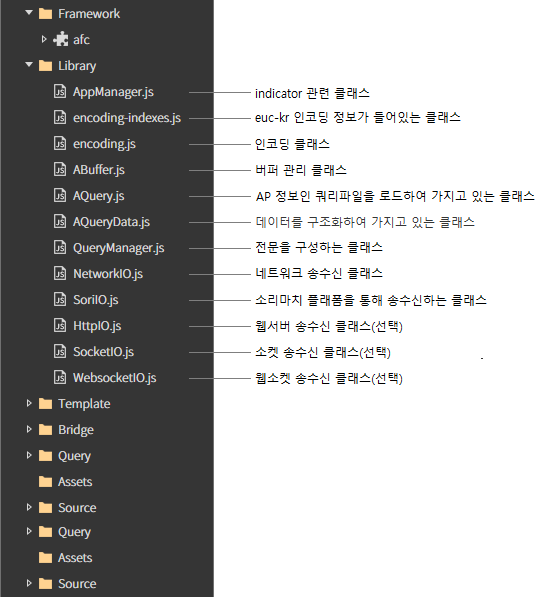 Framework
afc
Library
AppManager.js indicator 관련 클래스
encoding-indexes.js euc-kr 인코딩 정보가 들어있는 클래스
encoding.js 인코딩 클래스
ABuffer.js 버퍼 관리 클래스
AQuery.js AP 정보인 쿼리파일을 로드하여 가지고 있는 클래스
AQueryData.js 데이터를 구조화하여 가지고 있는 클래스
QueryManager.js 전문을 구성하는 클래스
NetworkIO.js 네트워크 송수신 클래스
SoriIO.js 소리마치 플래폼을 통해 송수신하는 클래스
HttpIO.js 웹서버 송수신 클래스(선택)
SocketIO.js 소켓 송수신 클래스(선택)
WebsocketIO.js 웹소켓 송수신 클래스(선택)
Template
Bridge
Query
Assets
Source
Query
Assets
Source